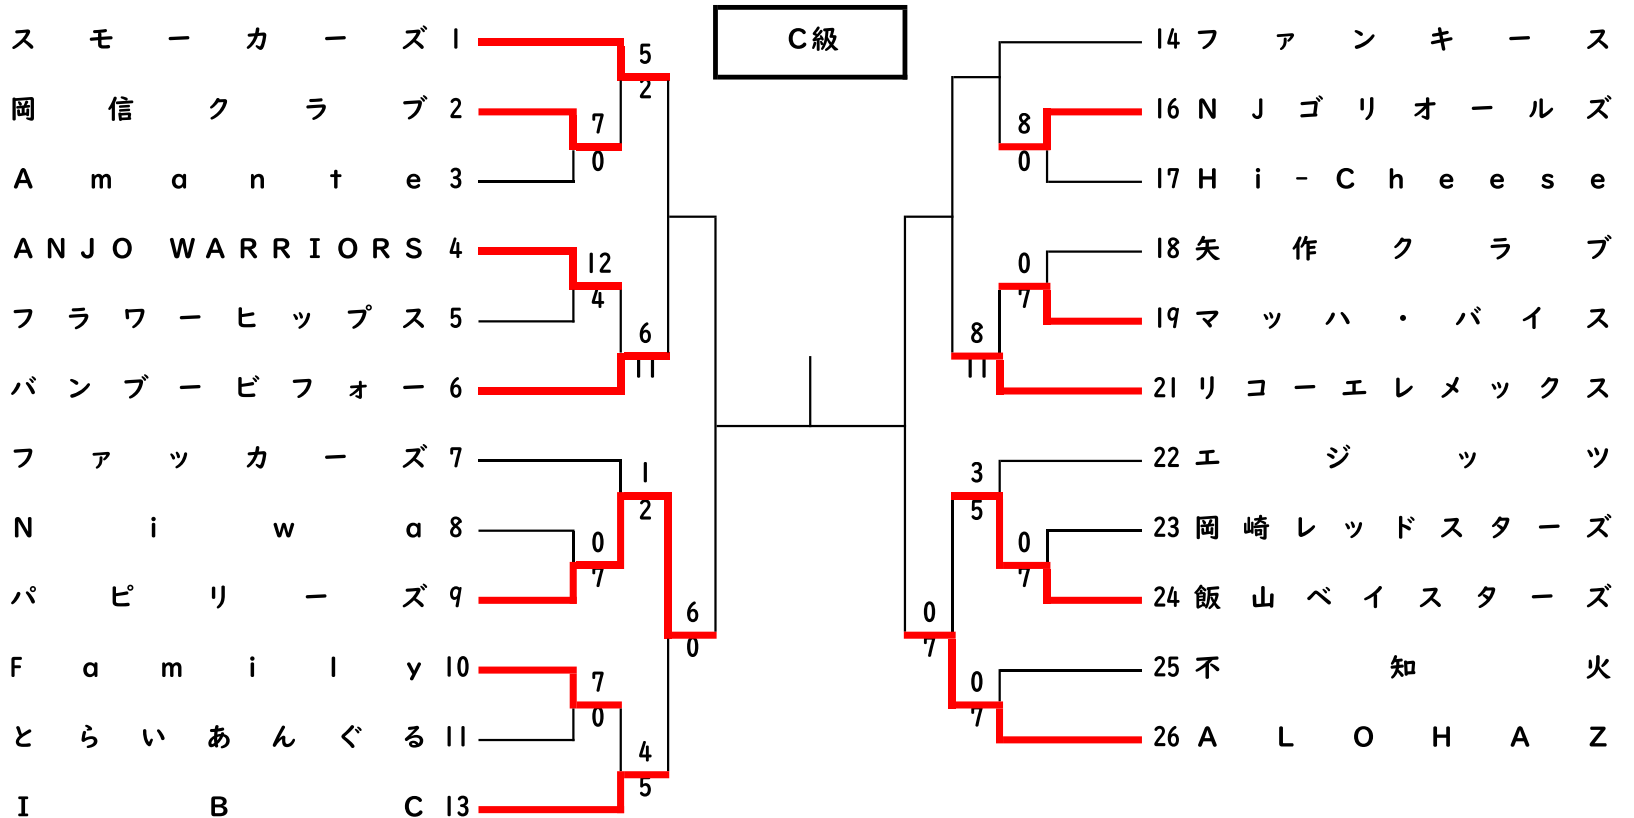 C級
スモーカーズ 1
岡信クラブ 2
Amante 3
ANJO WARRIORS 4
フラワーヒップス 5
バンブービフォー 6
ファッカーズ 7
Niwa 8
パピリーズ 9
Family 10
とらいあんぐる 11
IBC 13
5
2
7
0
12
4
6
11
1
2
0
7
6
0
7
0
4
5
14 ファンキース
16 NJゴリオールズ
17 Hi-Cheese
18 矢作クラブ
19 マッハ・バイス
21 リコーエレメックス
22 エジッツ
23 岡崎レッドスターズ
24 飯山ベイスターズ
25 不知火
26 ALOHAZ
8
0
0
7
8
11
3
5
0
7
0
7
0
7